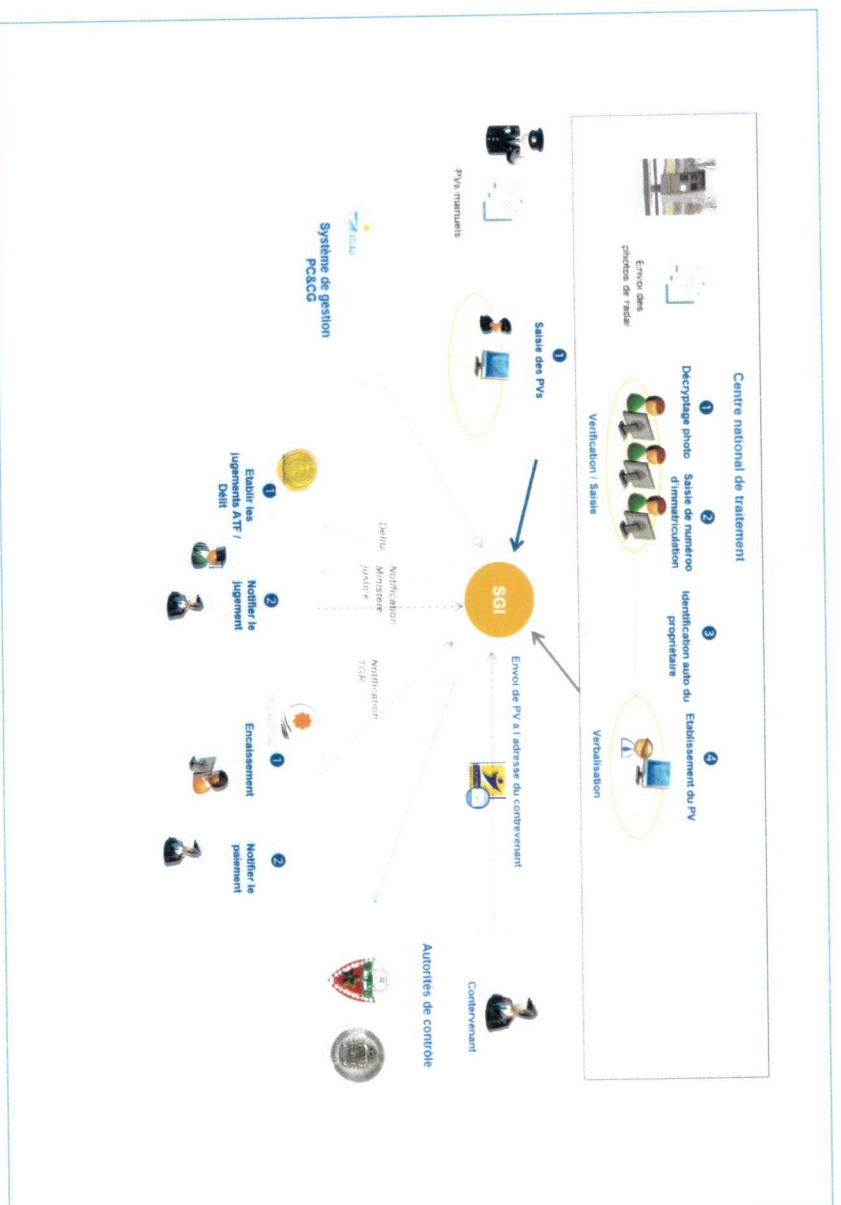 Centre national de traitement
1
Décryptage photo
2
Saisie de numéroo
d'immatriculation
3
Identification auto du
propriétaire
4
Etablissement du PV
Envoi des
photos de radar
Vérification / Saisie
Verbalisation
1
Saisie des PVs
PVs manuels
SGI
Envoi de PV à l adresse du contrevenant
Contervenant
Autorités de contrôle
Système de gestion
PC&CG
Délits
Notification
Ministère
justice
Notification
TGR
1
Etablir les
jugements ATF /
Délit
2
Notifier le
jugement
1
Encaissement
2
Notifier le
paiement